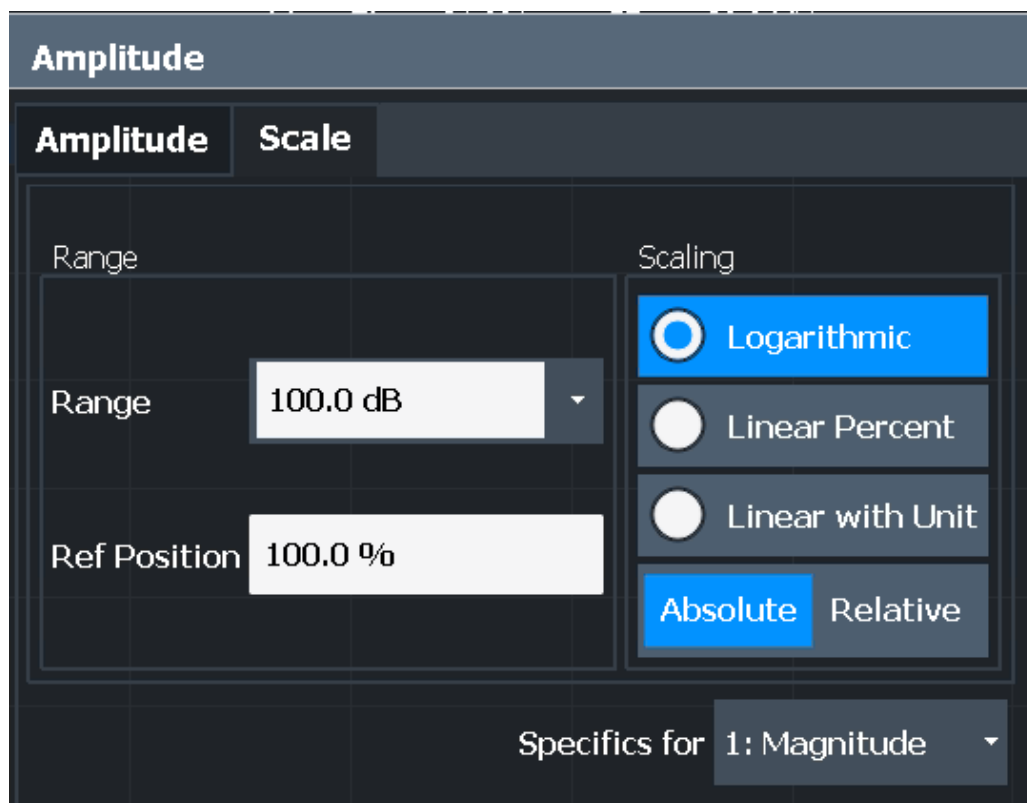 Amplitude
Amplitude Scale
Range
Scaling
Range 100.0 dB
Ref Position 100.0 %
Logarithmic
Linear Percent
Linear with Unit
Absolute Relative
Specifics for 1: Magnitude